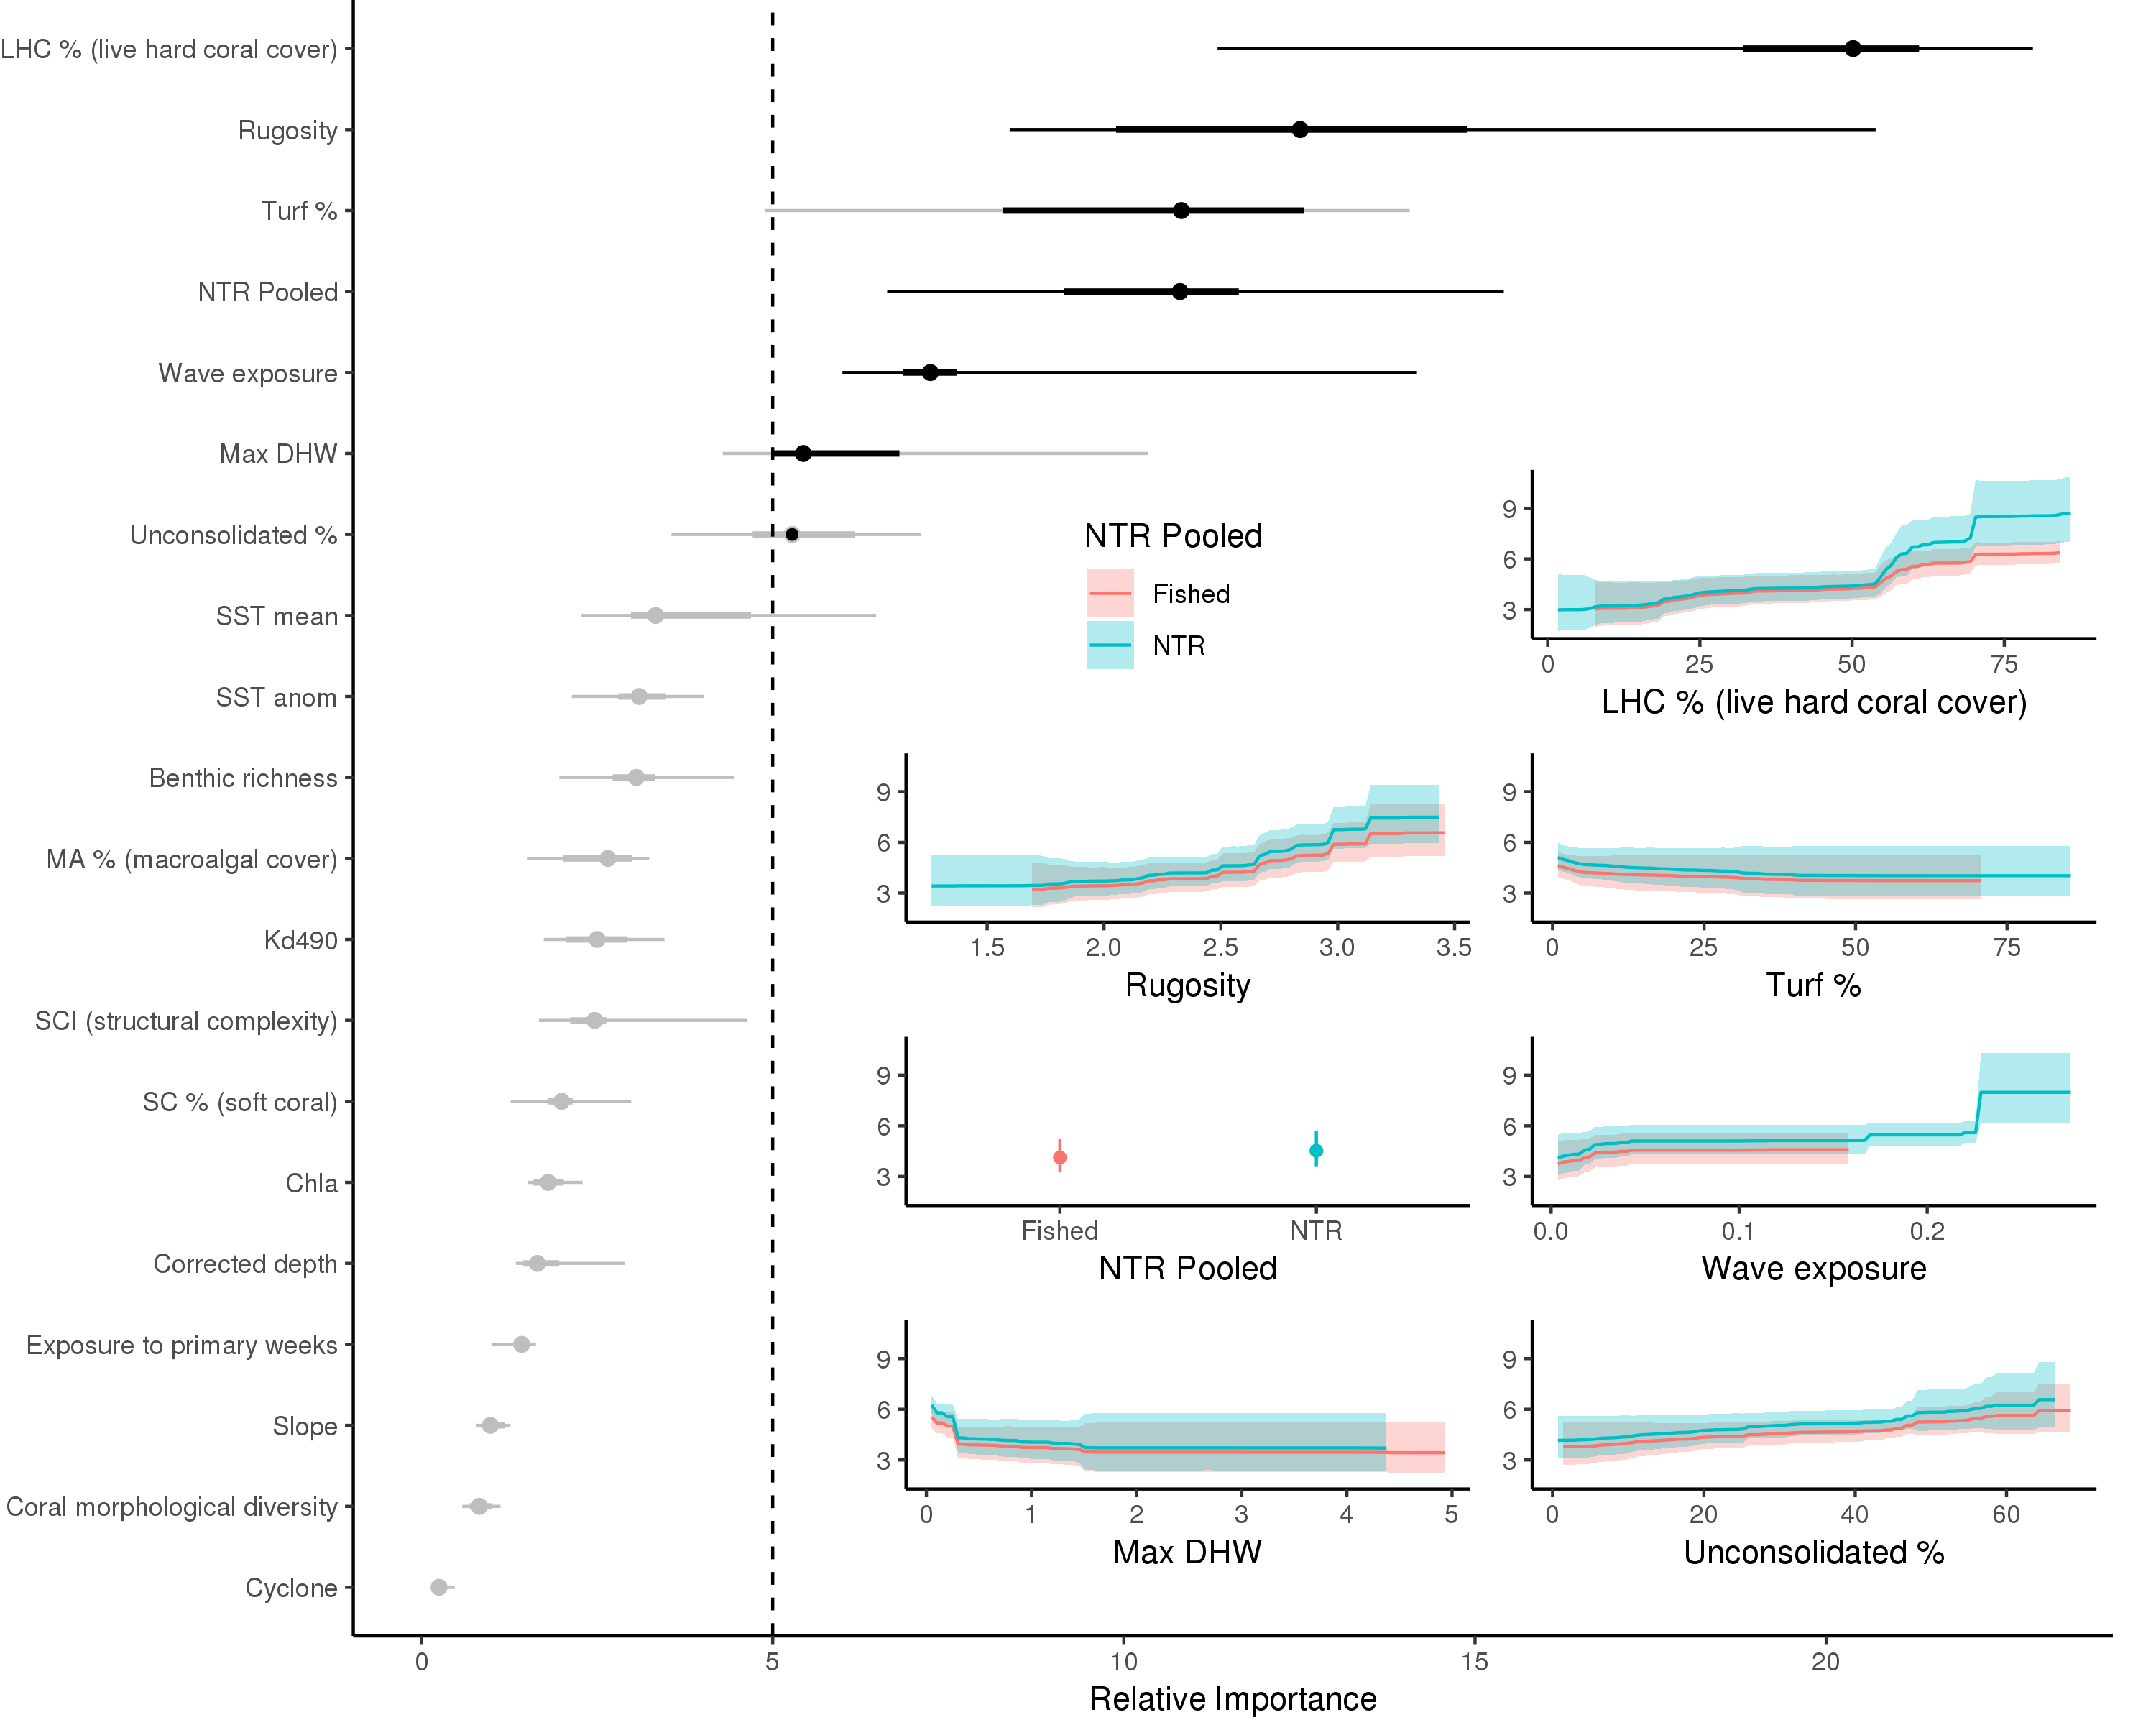 LHC % (live hard coral cover)
Rugosity
Turf %
NTR Pooled
Wave exposure
Max DHW
Unconsolidated %
SST mean
SST anom
Benthic richness
MA % (macroalgal cover)
Kd490
SCI (structural complexity)
SC % (soft coral)
Chla
Corrected depth
Exposure to primary weeks
Slope
Coral morphological diversity
Cyclone
0 5 10 15 20
Relative Importance
NTR Pooled
Fished
NTR
9
6
3
0 25 50 75
LHC % (live hard coral cover)
9
6
3
1.5 2.0 2.5 3.0 3.5
Rugosity
9
6
3
0 25 50 75
Turf %
9
6
3
Fished NTR
NTR Pooled
9
6
3
0.0 0.1 0.2
Wave exposure
9
6
3
0 1 2 3 4 5
Max DHW
9
6
3
0 20 40 60
Unconsolidated %